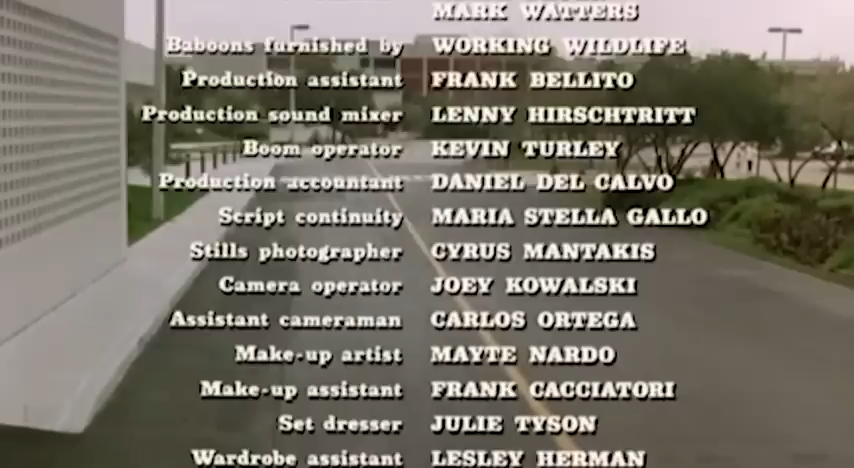 MARK WATTERS
Baboons furnished by WORKING WILDLIFE
Production assistant FRANK BELLITO
Production sound mixer LENNY HIRSCHTRITT
Boom operator KEVIN TURLEY
Production accountant DANIEL DEL CALVO
Script continuity MARIA STELLA GALLO
Stills photographer CYRUS MANTAKIS
Camera operator JOEY KOWALSKI
Assistant cameraman CARLOS ORTEGA
Make-up artist MAYTE NARDO
Make-up assistant FRANK CACCIATORI
Set dresser JULIE TYSON
Wardrobe assistant LESLEY HERMAN